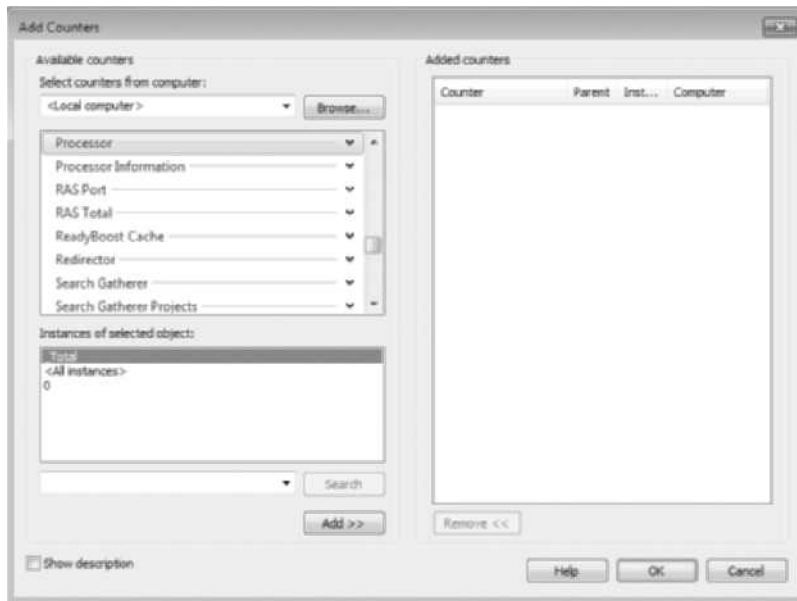 Add Counters
Available counters
Select counters from computer:
<Local computer>
Browse...
Processor
Processor Information
RAS Port
RAS Total
ReadyBoost Cache
Redirector
Search Gatherer
Search Gatherer Projects
Instances of selected object:
_Total
<All instances>
0
Search
Add >>
Show description
Added counters
Counter Parent Inst... Computer
Remove <<
Help OK Cancel